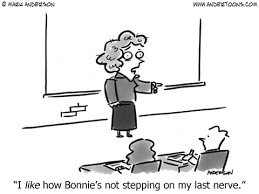 © MARK ANDERSON
WWW.ANDERTOONS.COM
ANDERSON
"I like how Bonnie's not stepping on my last nerve."